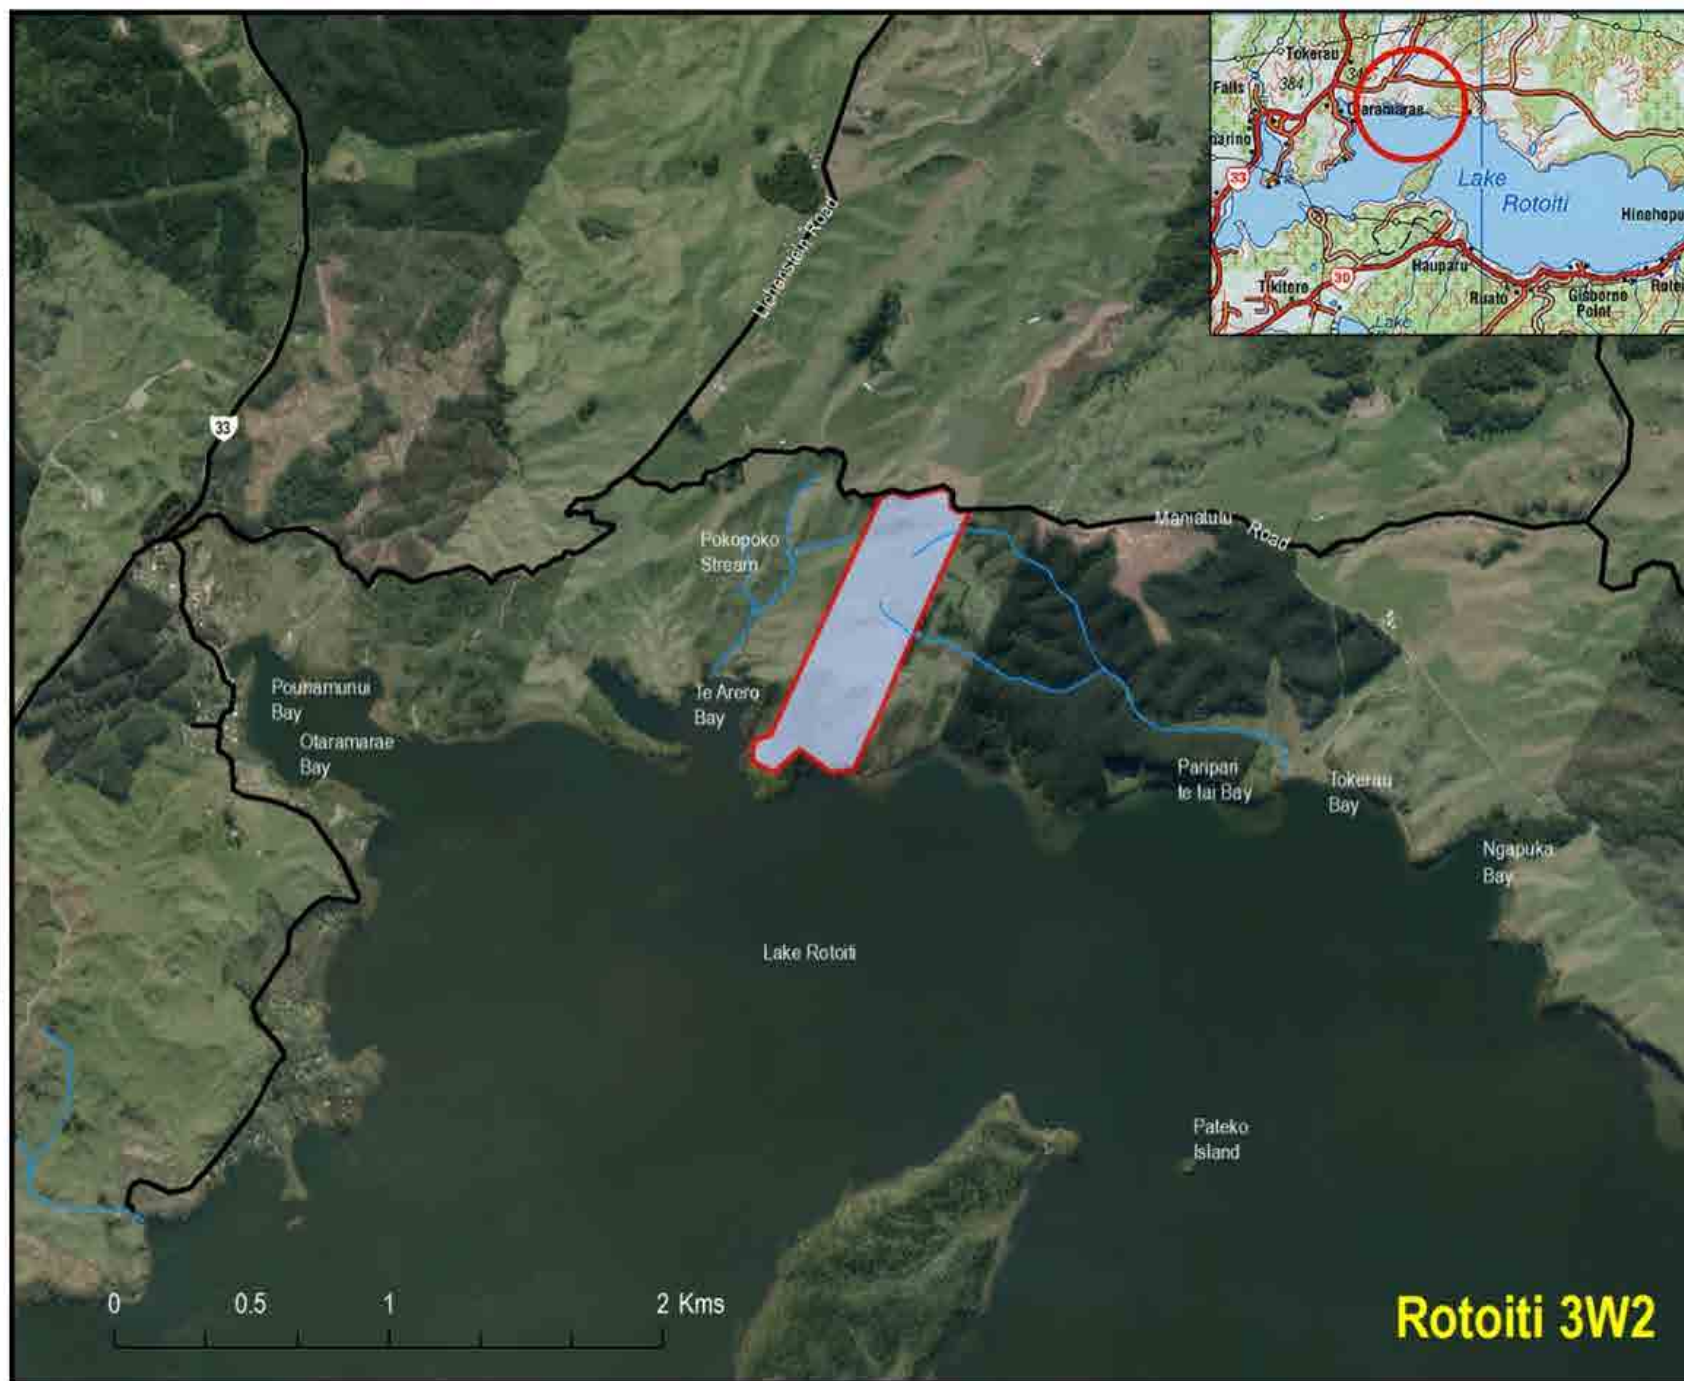 Tokerau
Falls
384
Otaramarae
33
Lake
Rotoiti
Hinehopu
Hauparu
30
Tikitere
Ruato
Gisborne
Point
Lake
33
Road
Pokopoko
Stream
Road
Pounamunui
Bay
Te Arero
Bay
Otaramarae
Bay
Paripari
te tai Bay
Tokerau
Bay
Ngapuka
Bay
Lake Rotoiti
Pateko
Island
0 0.5 1 2 Kms
Rotoiti 3W2